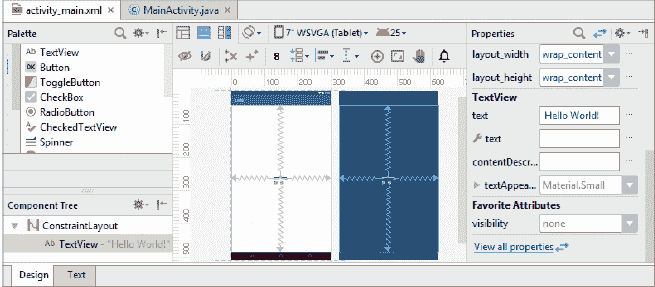 activity_main.xml × MainActivity.java ×
Palette
7" WSVGA (Tablet) 25
Properties
Ab TextView
OK Button
ToggleButton
CheckBox
RadioButton
CheckedTextView
Spinner
8
0 100 200 300 400 500 600
100
200
300
400
500
layout_width wrap_content
layout_height wrap_content
TextView
text Hello World!
text
contentDescr...
textAppea... Material.Small
Favorite Attributes
visibility none
View all properties
Component Tree
ConstraintLayout
Ab TextView - "Hello World!"
Design Text